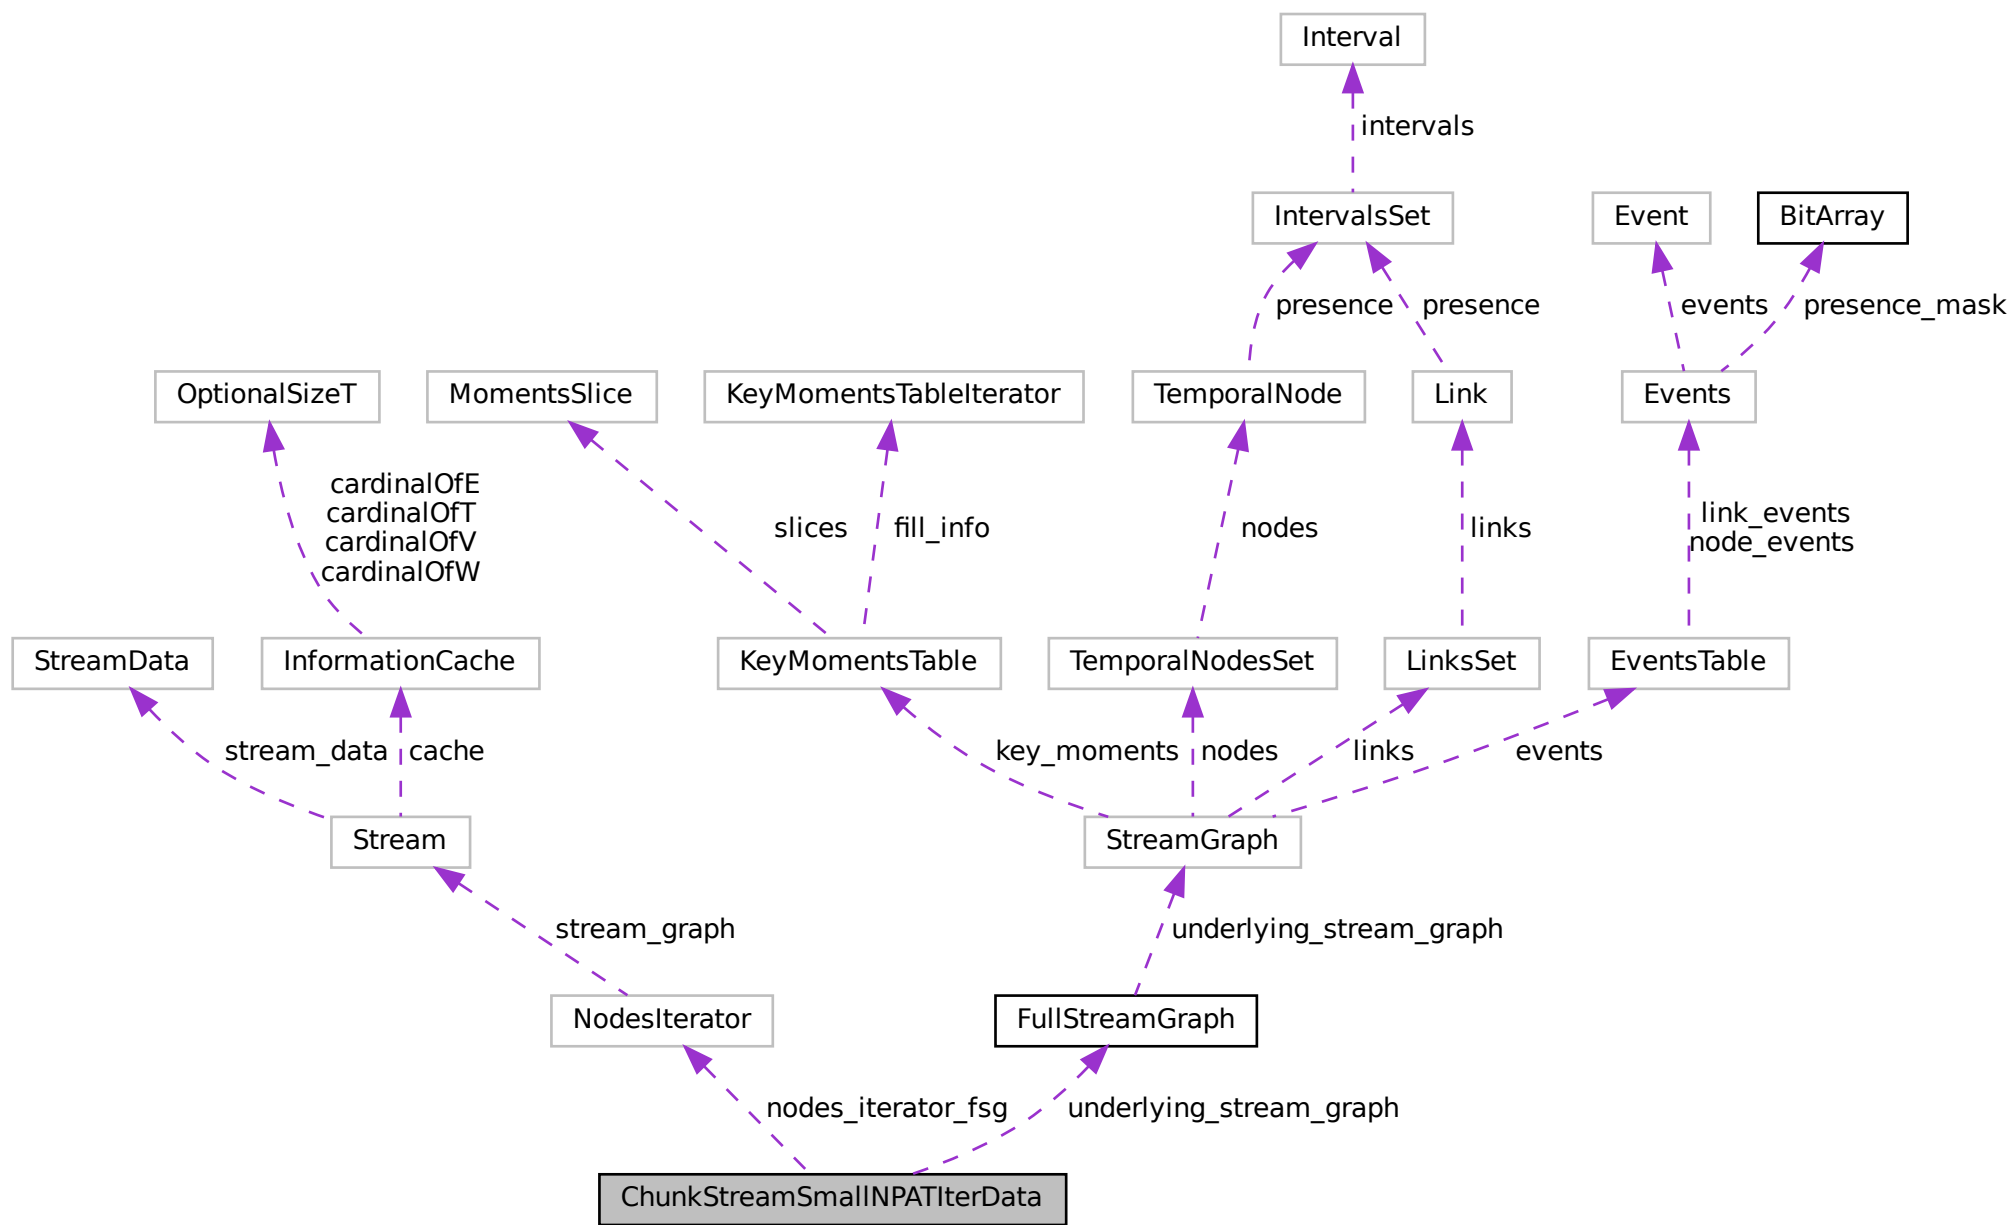 Interval
intervals
IntervalsSet
Event
BitArray
presence
presence
events
presence_mask
OptionalSizeT
MomentsSlice
KeyMomentsTableIterator
TemporalNode
Link
Events
cardinalOfE
cardinalOfT
cardinalOfV
cardinalOfW
slices
fill_info
nodes
links
link_events
node_events
StreamData
InformationCache
KeyMomentsTable
TemporalNodesSet
LinksSet
EventsTable
stream_data
cache
key_moments
nodes
links
events
Stream
StreamGraph
stream_graph
underlying_stream_graph
NodesIterator
FullStreamGraph
nodes_iterator_fsg
underlying_stream_graph
ChunkStreamSmallNPATIterData